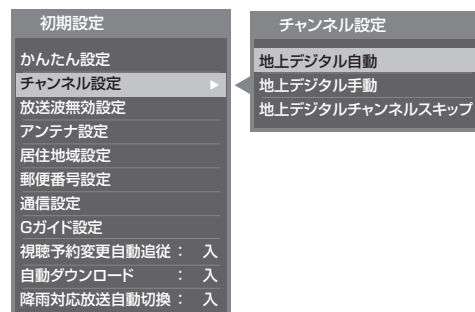 初期設定
かんたん設定
チャンネル設定
放送波無効設定
アンテナ設定
居住地域設定
郵便番号設定
通信設定
Gガイド設定
視聴予約変更自動追従： 入
自動ダウンロード ： 入
降雨対応放送自動切換： 入
チャンネル設定
地上デジタル自動
地上デジタル手動
地上デジタルチャンネルスキップ